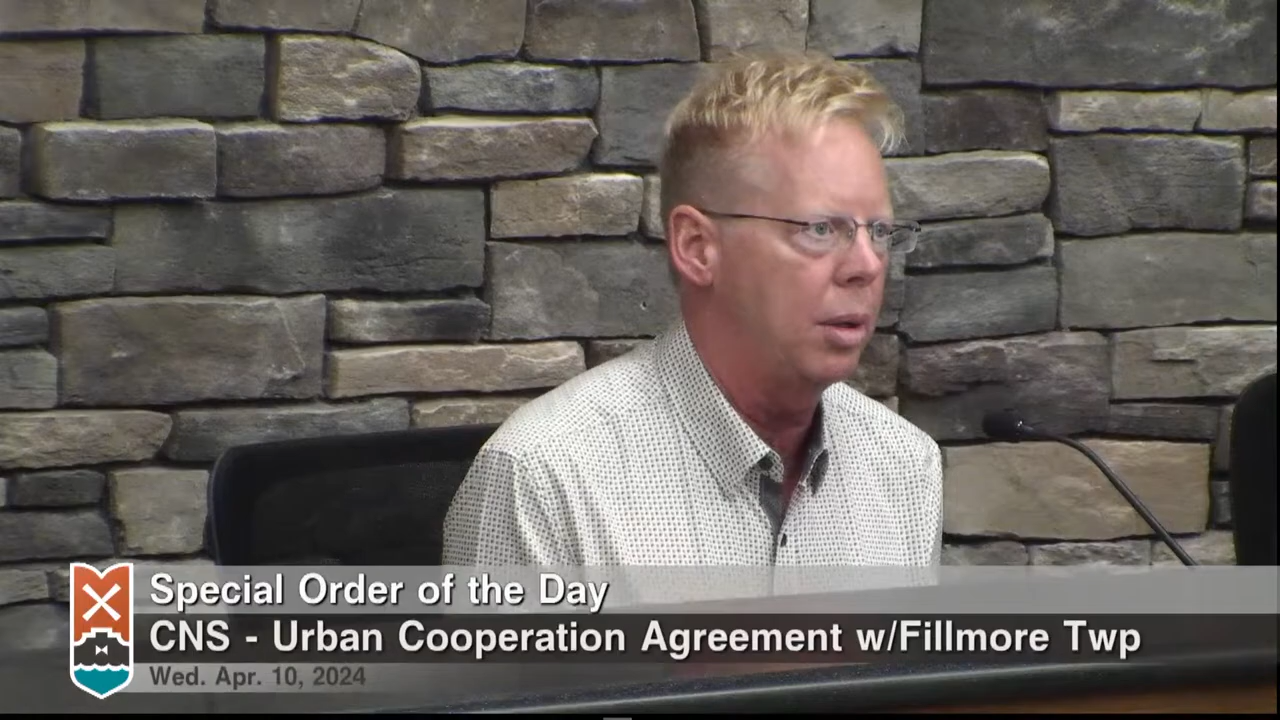 Special Order of the Day
CNS - Urban Cooperation Agreement w/Fillmore Twp
Wed. Apr. 10, 2024